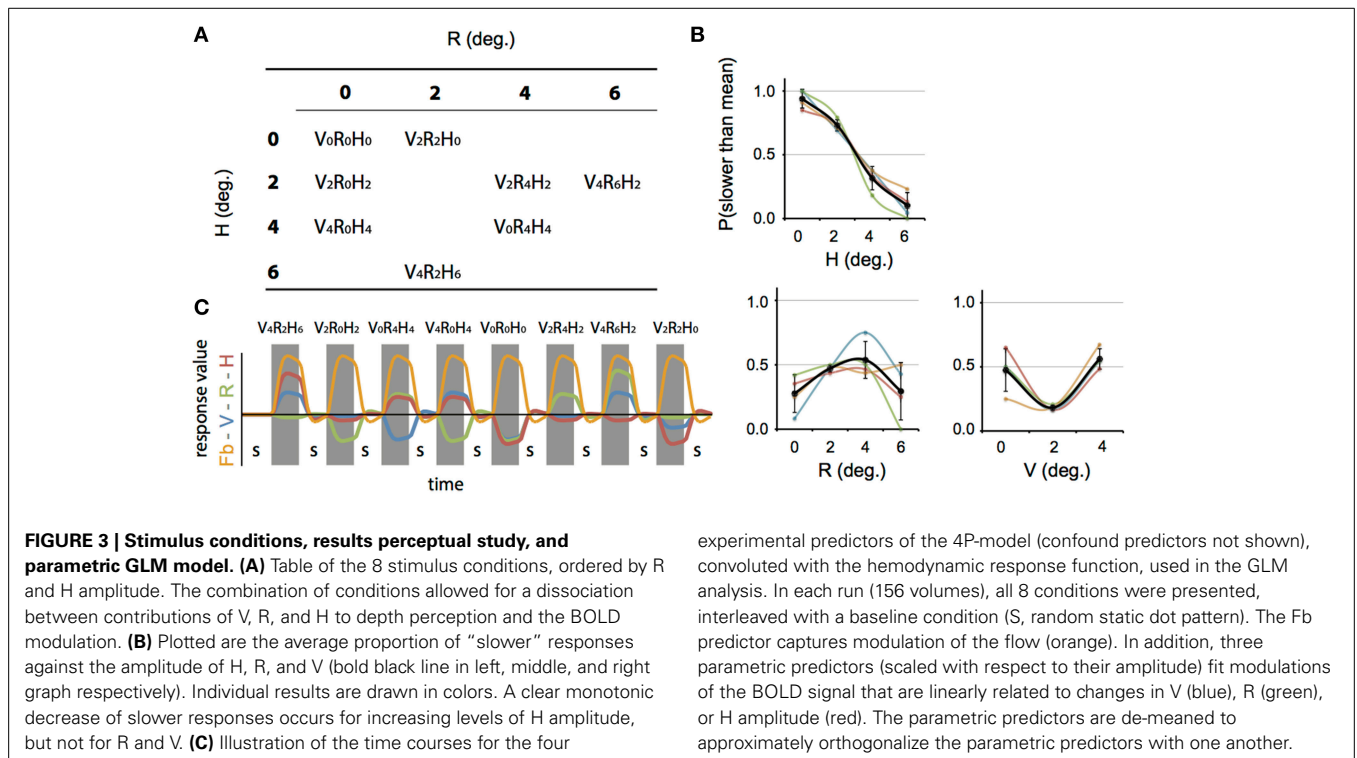 A
R (deg.)
0 2 4 6
H (deg.)
0 V0R0H0 V2R2H0
2 V2R0H2 V2R4H2 V4R6H2
4 V4R0H4 V0R4H4
6 V4R2H6
B
P(slower than mean)
1.0
0.5
0.0
0 2 4 6
H (deg.)
1.0
0.5
0.0
0 2 4 6
R (deg.)
1.0
0.5
0.0
0 2 4
V (deg.)
C
V4R2H6 V2R0H2 V0R4H4 V4R0H4 V0R0H0 V2R4H2 V4R6H2 V2R2H0
response value
Fb - V - R - H
S S S S S S S S S
time
FIGURE 3 | Stimulus conditions, results perceptual study, and
parametric GLM model. (A) Table of the 8 stimulus conditions, ordered by R
and H amplitude. The combination of conditions allowed for a dissociation
between contributions of V, R, and H to depth perception and the BOLD
modulation. (B) Plotted are the average proportion of “slower” responses
against the amplitude of H, R, and V (bold black line in left, middle, and right
graph respectively). Individual results are drawn in colors. A clear monotonic
decrease of slower responses occurs for increasing levels of H amplitude,
but not for R and V. (C) Illustration of the time courses for the four
experimental predictors of the 4P-model (confound predictors not shown),
convoluted with the hemodynamic response function, used in the GLM
analysis. In each run (156 volumes), all 8 conditions were presented,
interleaved with a baseline condition (S, random static dot pattern). The Fb
predictor captures modulation of the flow (orange). In addition, three
parametric predictors (scaled with respect to their amplitude) fit modulations
of the BOLD signal that are linearly related to changes in V (blue), R (green),
or H amplitude (red). The parametric predictors are de-meaned to
approximately orthogonalize the parametric predictors with one another.